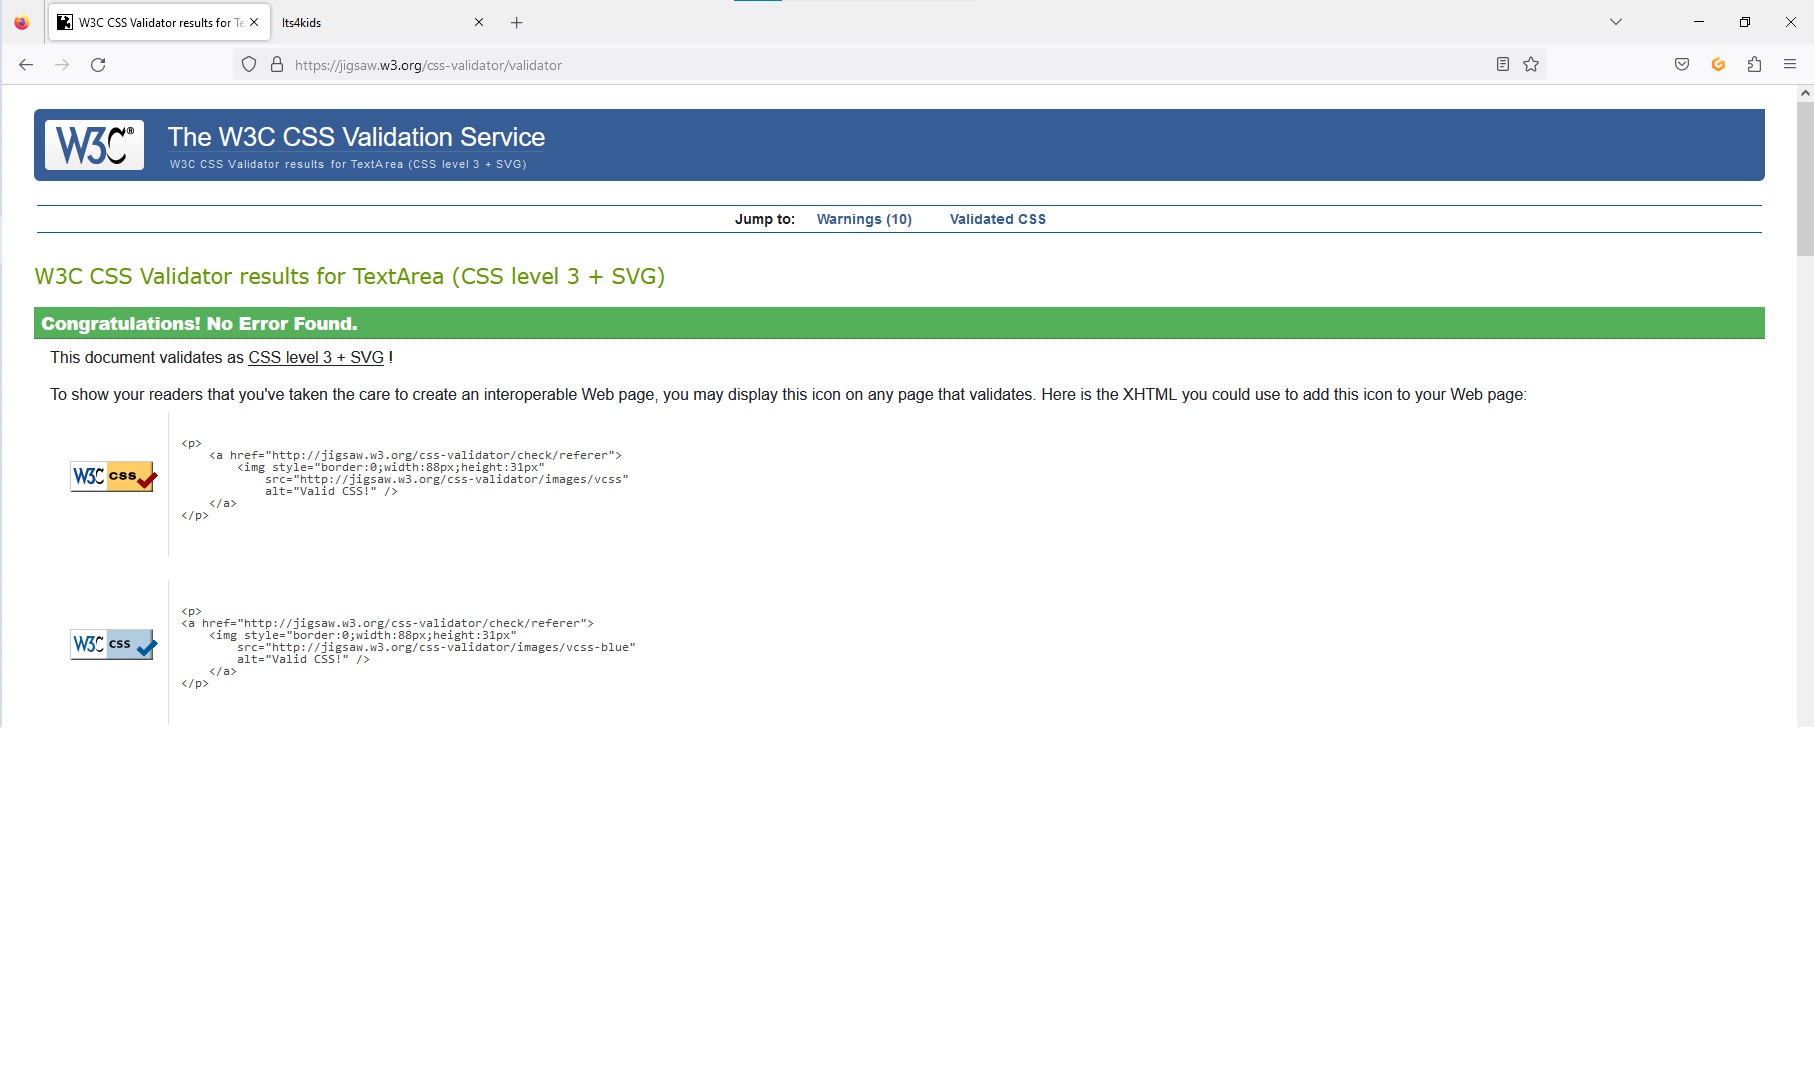 W3C CSS Validator results for Te
Its4kids
https://jigsaw.w3.org/css-validator/validator
W3C®
The W3C CSS Validation Service
W3C CSS Validator results for TextArea (CSS level 3 + SVG)
Jump to: Warnings (10) Validated CSS
W3C CSS Validator results for TextArea (CSS level 3 + SVG)
Congratulations! No Error Found.
This document validates as CSS level 3 + SVG !
To show your readers that you've taken the care to create an interoperable Web page, you may display this icon on any page that validates. Here is the XHTML you could use to add this icon to your Web page:
W3C CSS
<p>
    <a href="http://jigsaw.w3.org/css-validator/check/referer">
        <img style="border:0;width:88px;height:31px"
            src="http://jigsaw.w3.org/css-validator/images/vcss"
            alt="Valid CSS!" />
    </a>
</p>
W3C CSS
<p>
<a href="http://jigsaw.w3.org/css-validator/check/referer">
    <img style="border:0;width:88px;height:31px"
        src="http://jigsaw.w3.org/css-validator/images/vcss-blue"
        alt="Valid CSS!" />
    </a>
</p>